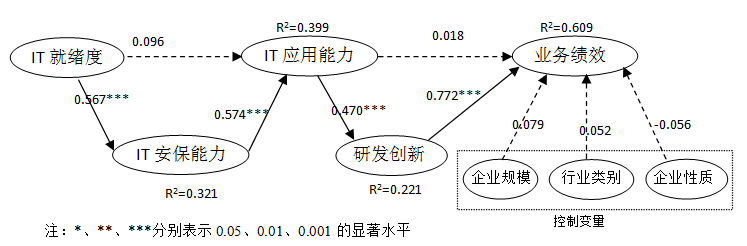 R²=0.399
R²=0.609
IT 就绪度
0.096
IT 应用能力
0.018
业务绩效
0.567***
0.574***
0.470***
0.772***
0.079
0.052
-0.056
IT 安保能力
研发创新
企业规模
行业类别
企业性质
R²=0.321
R²=0.221
控制变量
注：*、**、***分别表示 0.05、0.01、0.001 的显著水平